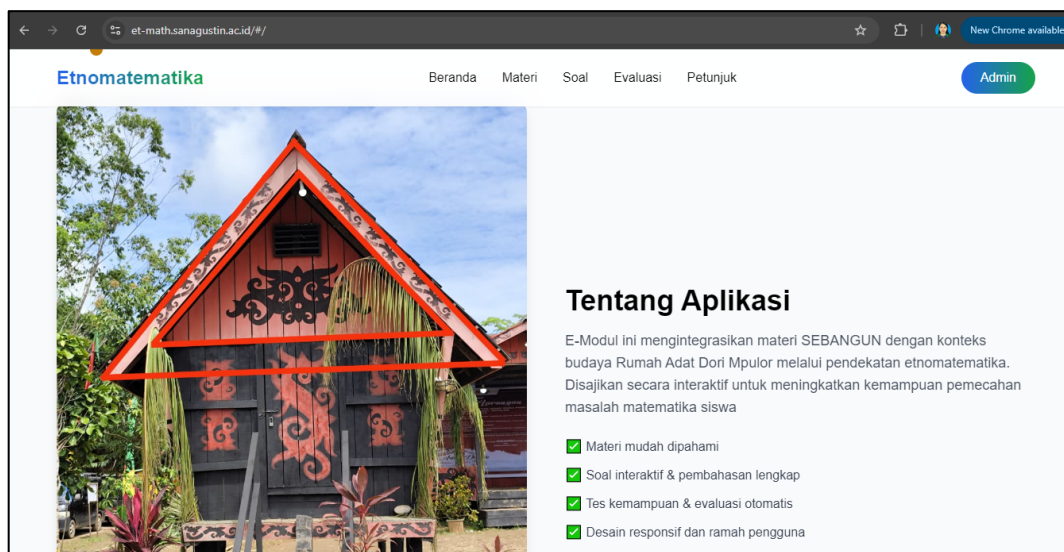 et-math.sanagustin.ac.id/#/
New Chrome available
Etnomatematika
Beranda Materi Soal Evaluasi Petunjuk
Admin
Tentang Aplikasi
E-Modul ini mengintegrasikan materi SEBANGUN dengan konteks
budaya Rumah Adat Dori Mpulor melalui pendekatan etnomatematika.
Disajikan secara interaktif untuk meningkatkan kemampuan pemecahan
masalah matematika siswa
Materi mudah dipahami
Soal interaktif & pembahasan lengkap
Tes kemampuan & evaluasi otomatis
Desain responsif dan ramah pengguna